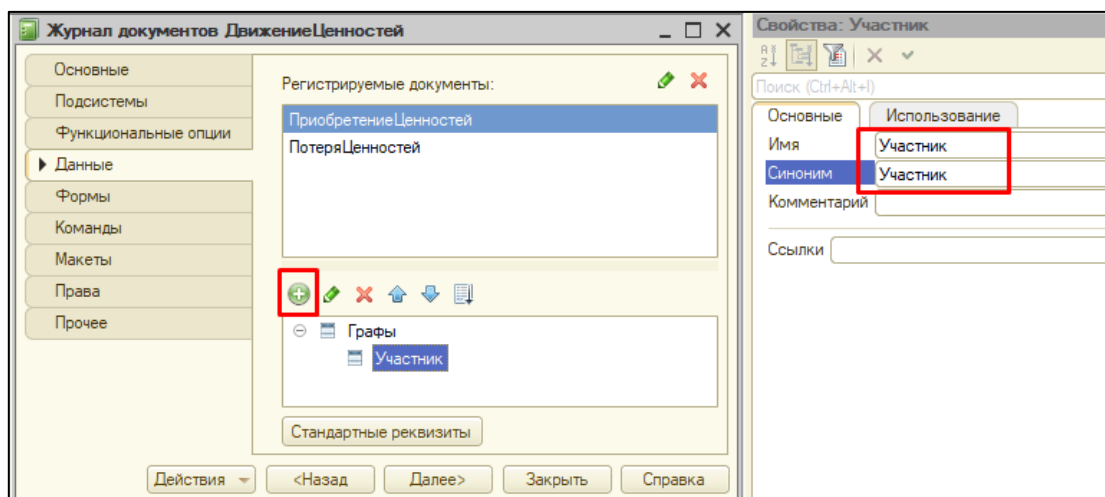 Журнал документов ДвижениеЦенностей
Основные
Подсистемы
Функциональные опции
Данные
Формы
Команды
Макеты
Права
Прочее
Регистрируемые документы:
ПриобретениеЦенностей
ПотеряЦенностей
Графы
Участник
Стандартные реквизиты
Действия
<Назад
Далее>
Закрыть
Справка
Свойства: Участник
Поиск (Ctrl+Alt+I)
Основные
Использование
Имя
Участник
Синоним
Участник
Комментарий
Ссылки